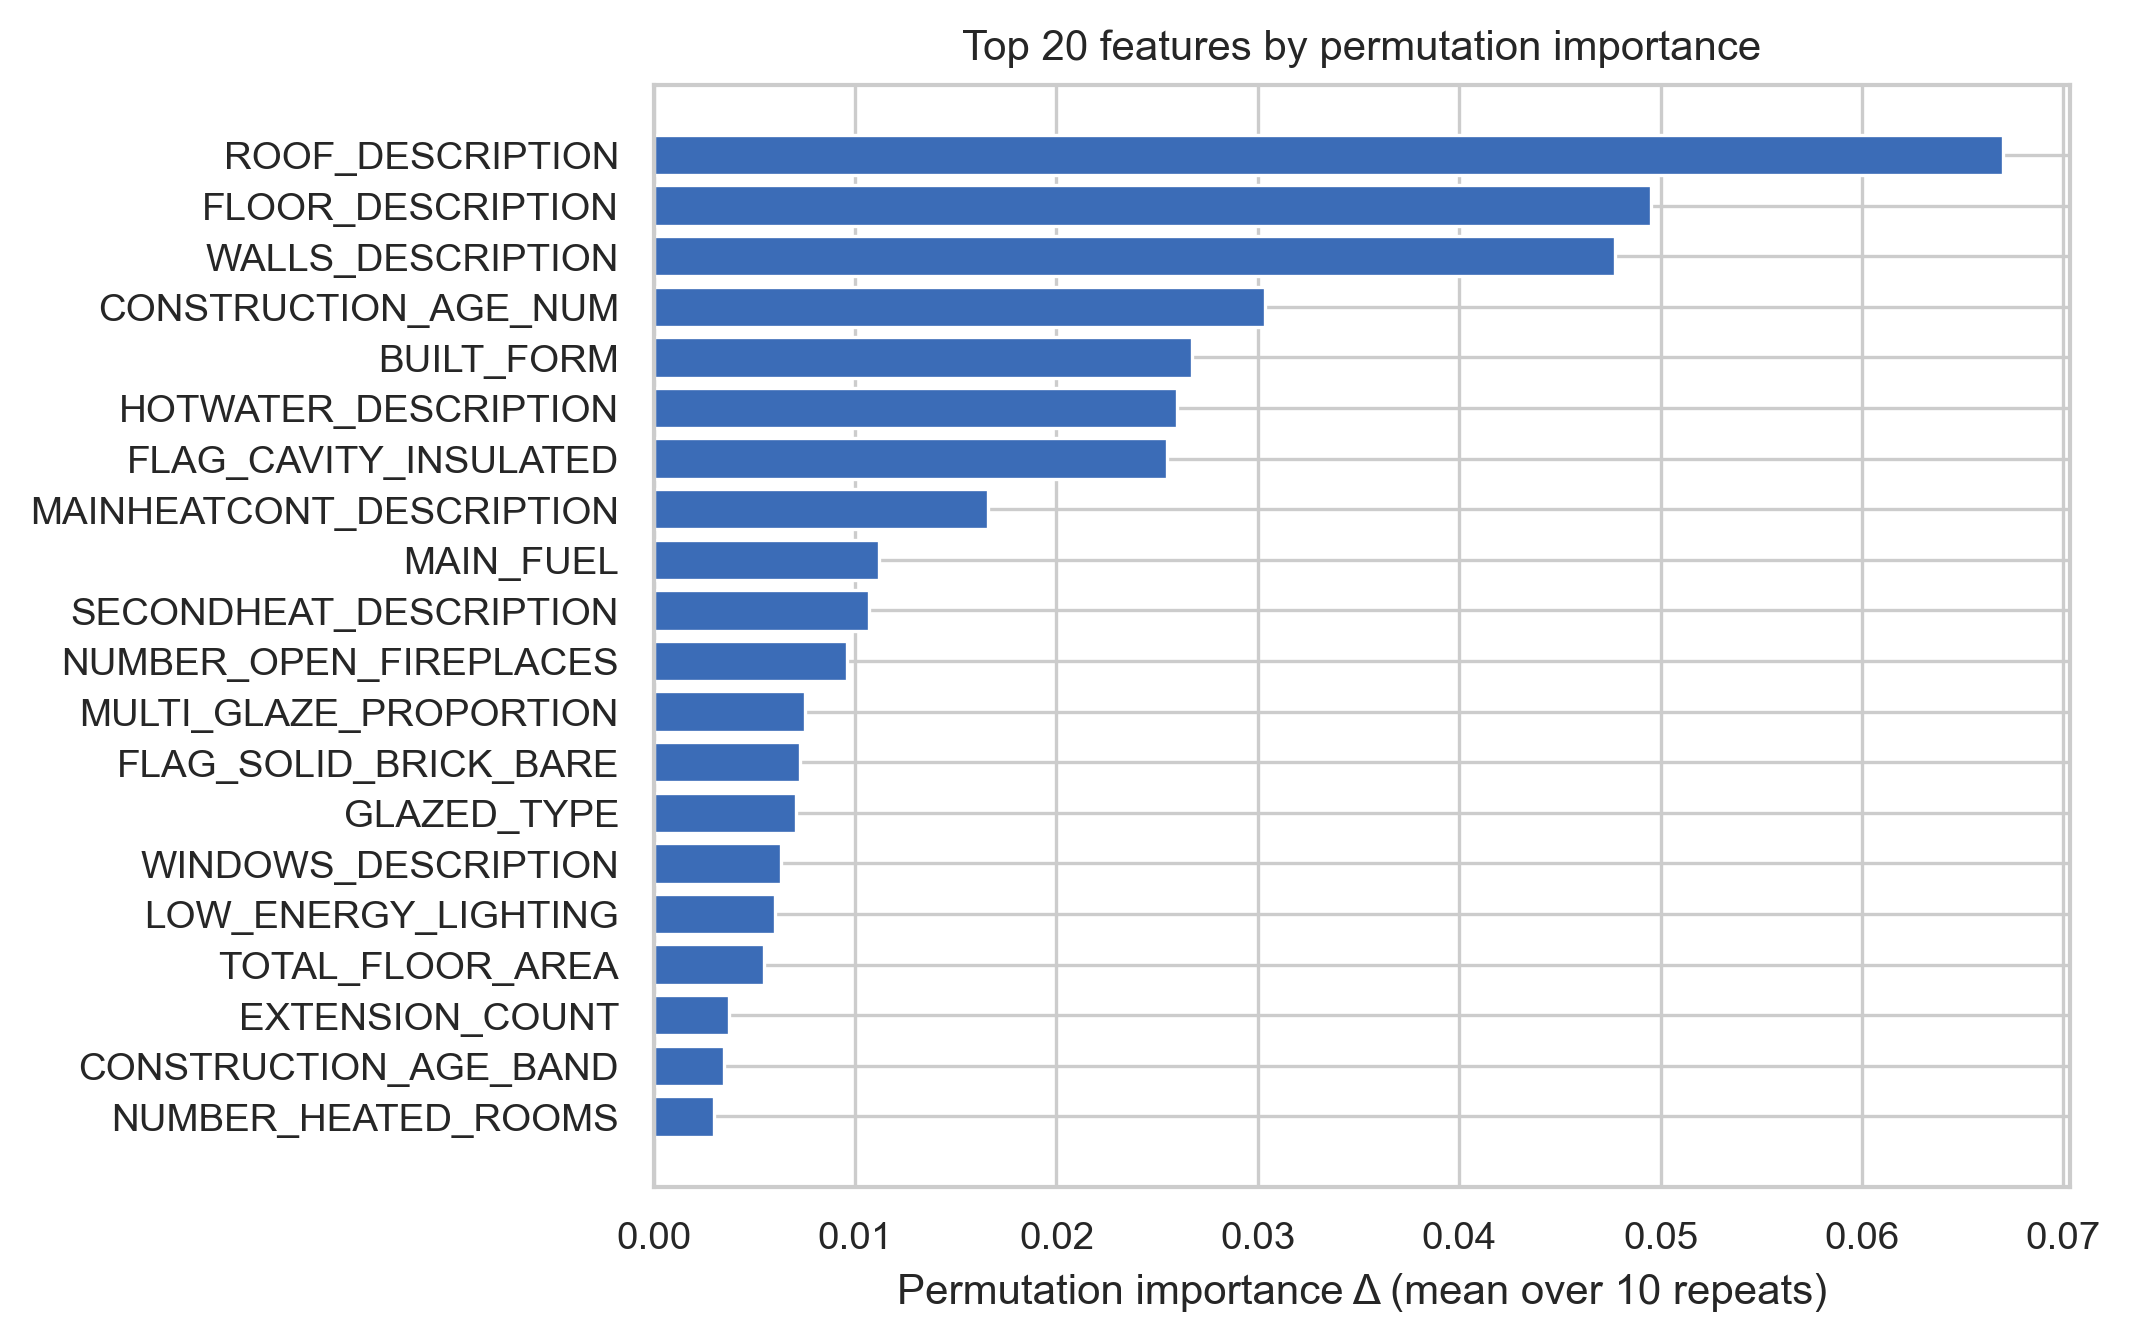 Top 20 features by permutation importance
ROOF_DESCRIPTION
FLOOR_DESCRIPTION
WALLS_DESCRIPTION
CONSTRUCTION_AGE_NUM
BUILT_FORM
HOTWATER_DESCRIPTION
FLAG_CAVITY_INSULATED
MAINHEATCONT_DESCRIPTION
MAIN_FUEL
SECONDHEAT_DESCRIPTION
NUMBER_OPEN_FIREPLACES
MULTI_GLAZE_PROPORTION
FLAG_SOLID_BRICK_BARE
GLAZED_TYPE
WINDOWS_DESCRIPTION
LOW_ENERGY_LIGHTING
TOTAL_FLOOR_AREA
EXTENSION_COUNT
CONSTRUCTION_AGE_BAND
NUMBER_HEATED_ROOMS
0.00 0.01 0.02 0.03 0.04 0.05 0.06 0.07
Permutation importance Δ (mean over 10 repeats)